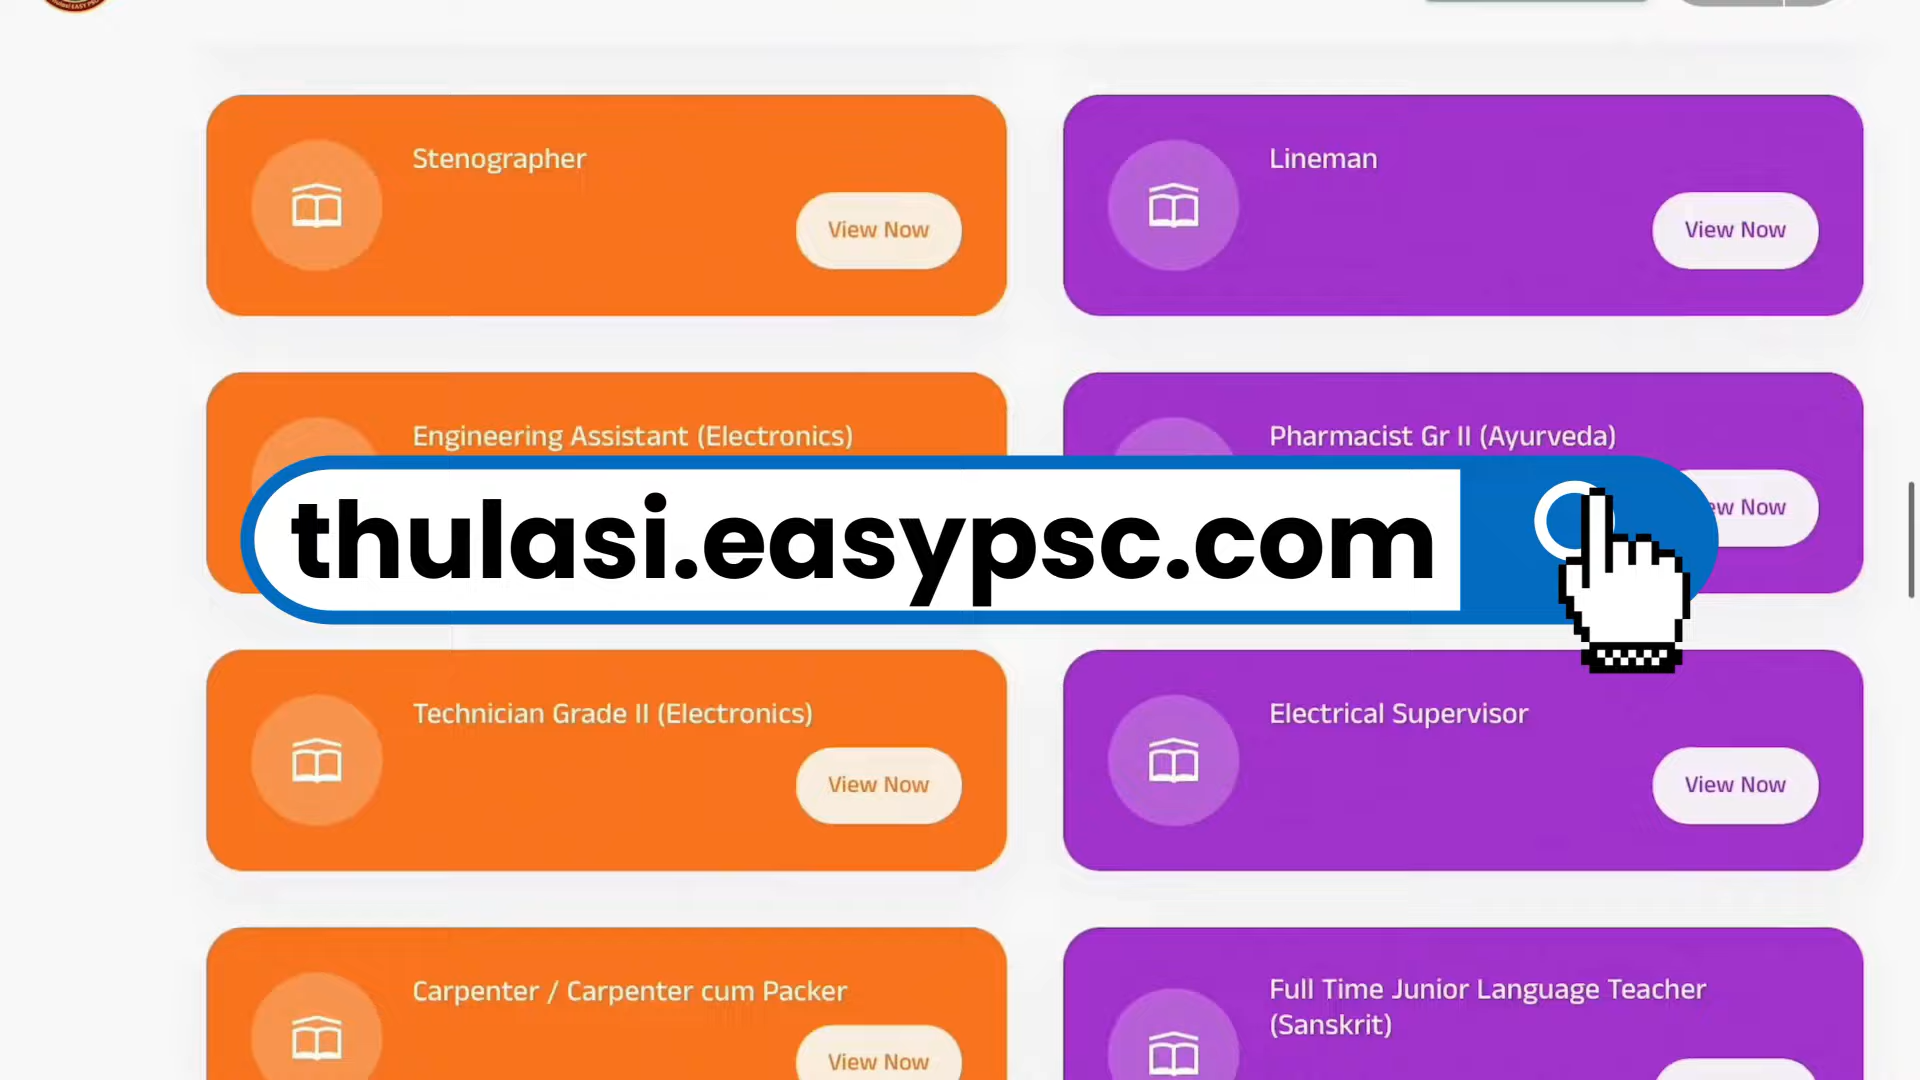 Stenographer
View Now
Lineman
View Now
Engineering Assistant (Electronics)
Pharmacist Gr II (Ayurveda)
thulasi.easypsc.com
Now
Technician Grade II (Electronics)
View Now
Electrical Supervisor
View Now
Carpenter / Carpenter cum Packer
View Now
Full Time Junior Language Teacher
(Sanskrit)